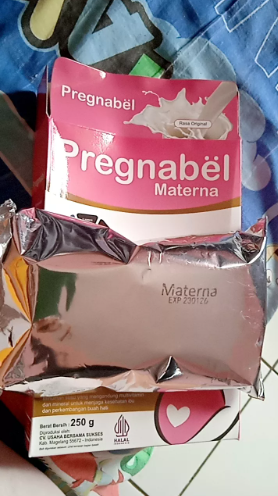 Pregnabël
Rasa Original
Pregnabël
Materna
Materna
EXP 230126
dan perkembangan buah hati
Berat Bersih : 250 g
Diproduksi oleh:
CV. USAHA BERSAMA SUKSES
Kab. Magelang 56672 - Indonesia
HALAL